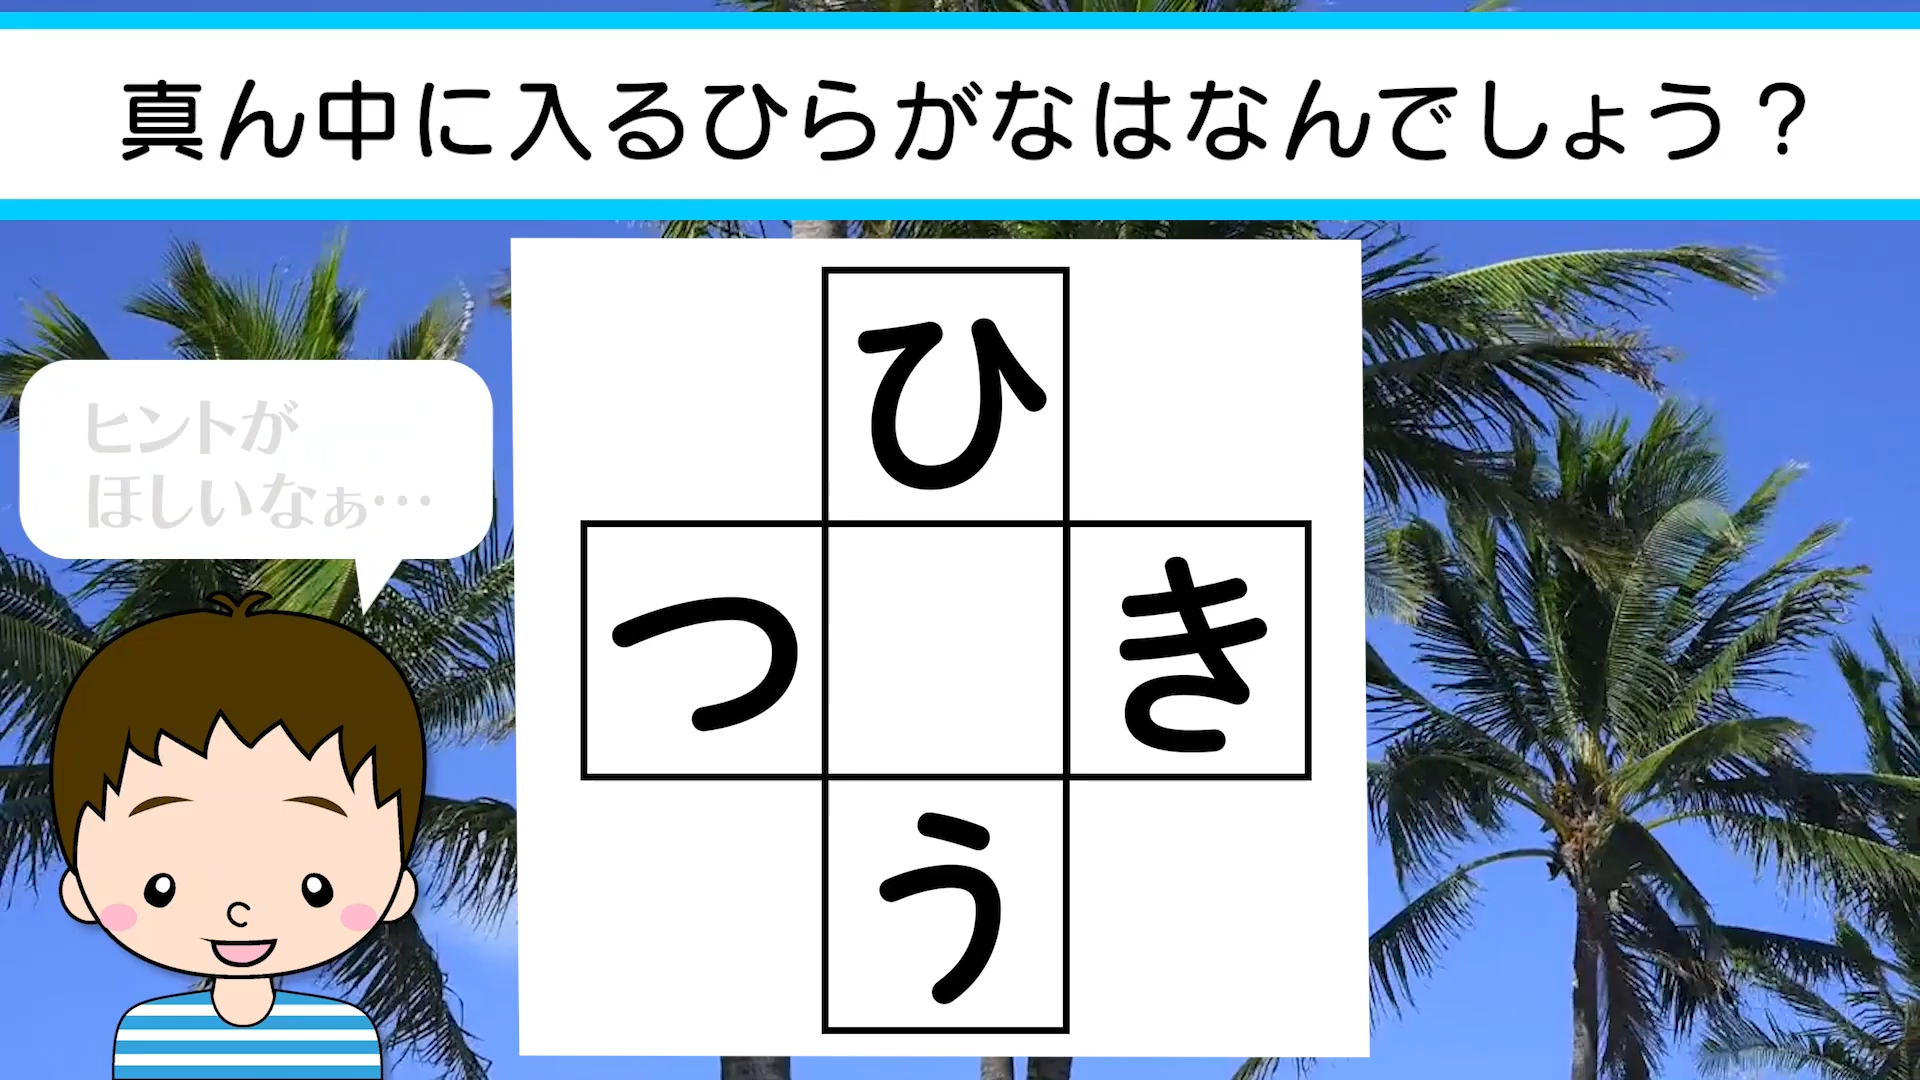 真ん中に入るひらがなはなんでしょう？
ヒントが
ほしいなぁ…
ひ
つ
き
う